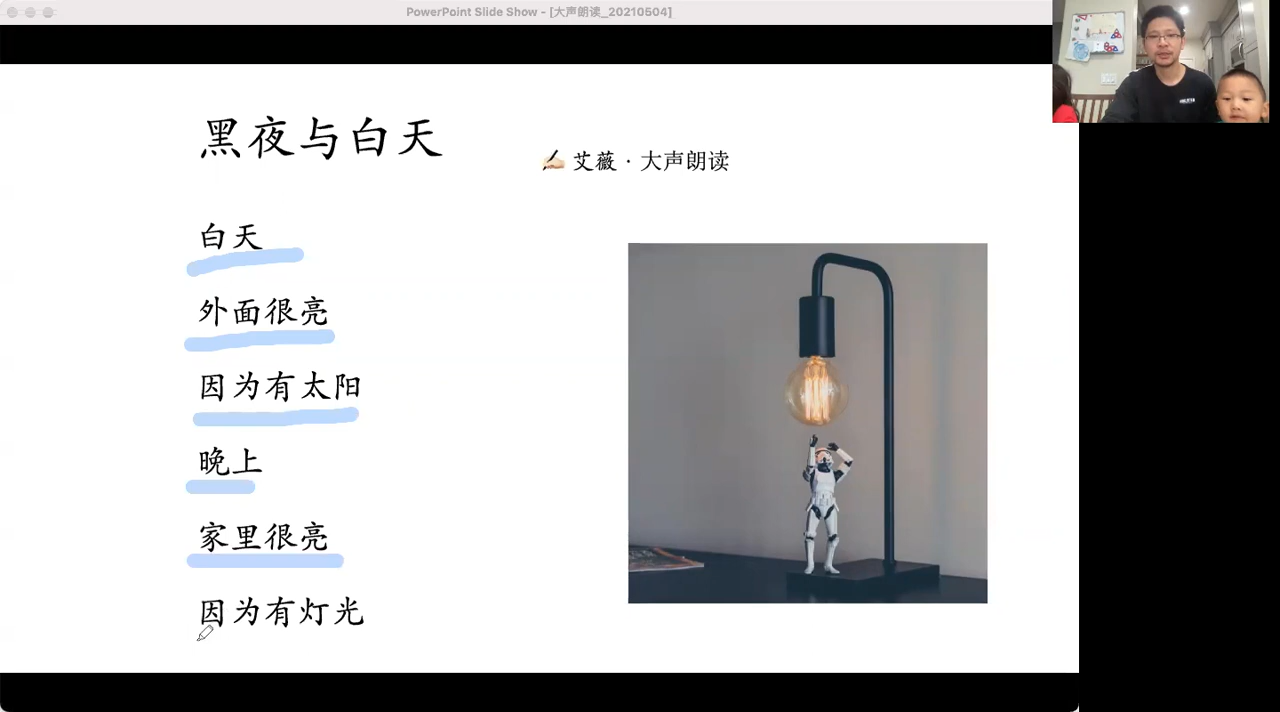 PowerPoint Slide Show - [大声朗读_20210504]
黑夜与白天
✍🏻 艾薇 · 大声朗读
白天
外面很亮
因为有太阳
晚上
家里很亮
因为有灯光